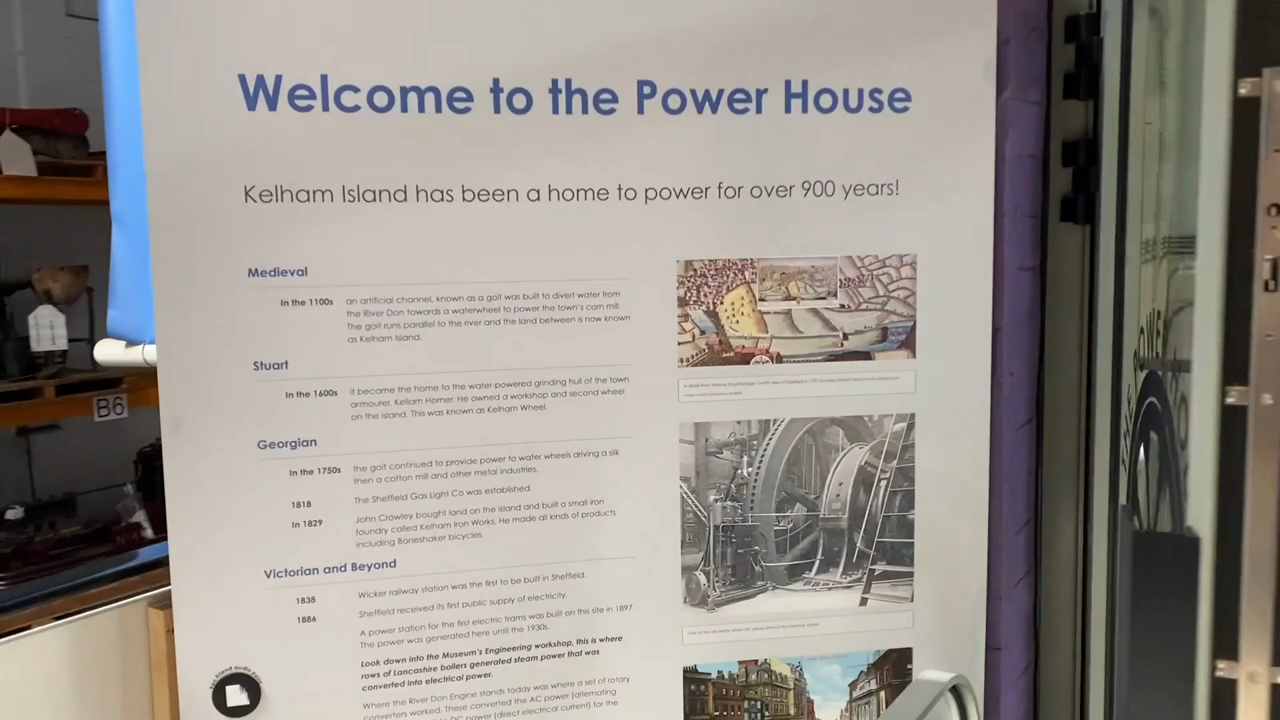 Welcome to the Power House
Kelham Island has been a home to power for over 900 years!
Medieval
In the 1100s
an artificial channel, known as a goit was built to divert water from
the River Don towards a waterwheel to power the town's corn mill.
The goit runs parallel to the river and the land between is now known
as Kelham Island.
Stuart
In the 1600s
it became the home to the water-powered grinding hull of the town
armourer, Kellam Homer. He owned a workshop and second wheel
on the island. This was known as Kelham Wheel.
Georgian
In the 1750s
the goit continued to provide power to water wheels driving a silk
then a cotton mill and other metal industries.
1818
The Sheffield Gas Light Co was established.
In 1829
John Crowley bought land on the island and built a small iron
foundry called Kelham Iron Works. He made all kinds of products
including Boneshaker bicycles.
Victorian and Beyond
1838
Wicker railway station was the first to be built in Sheffield.
1886
Sheffield received its first public supply of electricity.
A power station for the first electric trams was built on this site in 1897.
The power was generated here until the 1930s.
Look down into the Museum's Engineering workshop, this is where
rows of Lancashire boilers generated steam power that was
converted into electrical power.
Where the River Don Engine stands today was where a set of rotary
converters worked. These converted the AC power (alternating
DC power (direct electrical current) for the
B6
THE POWE